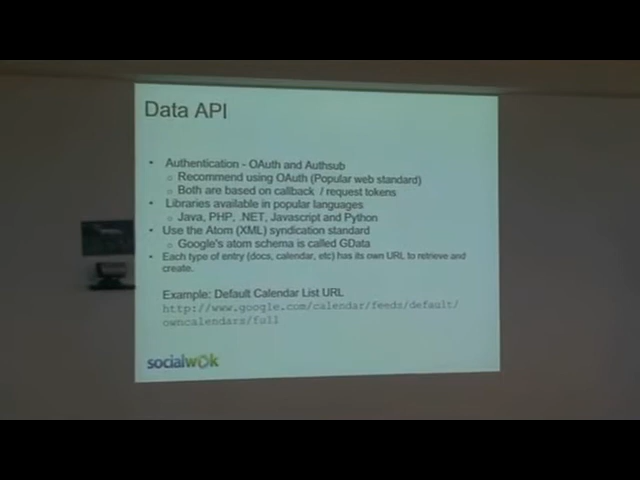 Data API
• Authentication - OAuth and Authsub
o Recommend using OAuth (Popular web standard)
o Both are based on callback / request tokens
• Libraries available in popular languages
o Java, PHP, .NET, Javascript and Python
• Use the Atom (XML) syndication standard
o Google's atom schema is called GData
• Each type of entry (docs, calendar, etc) has its own URL to retrieve and
create.
Example: Default Calendar List URL
http://www.google.com/calendar/feeds/default/
owncalendars/full
socialwok